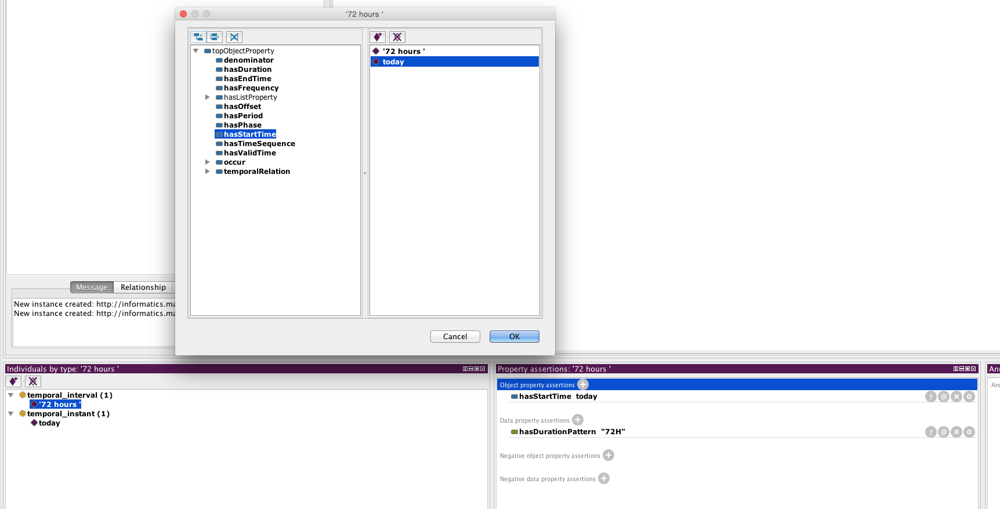 '72 hours '
topObjectProperty
denominator
hasDuration
hasEndTime
hasFrequency
hasListProperty
hasOffset
hasPeriod
hasPhase
hasStartTime
hasTimeSequence
hasValidTime
occur
temporalRelation
'72 hours '
today
Cancel
OK
Message
Relationship
New instance created: http://informatics.ma
New instance created: http://informatics.ma
Individuals by type: '72 hours '
temporal_interval (1)
'72 hours '
temporal_instant (1)
today
Property assertions: '72 hours '
Object property assertions
hasStartTime today
Data property assertions
hasDurationPattern "72H"
Negative object property assertions
Negative data property assertions
Ann
Ann